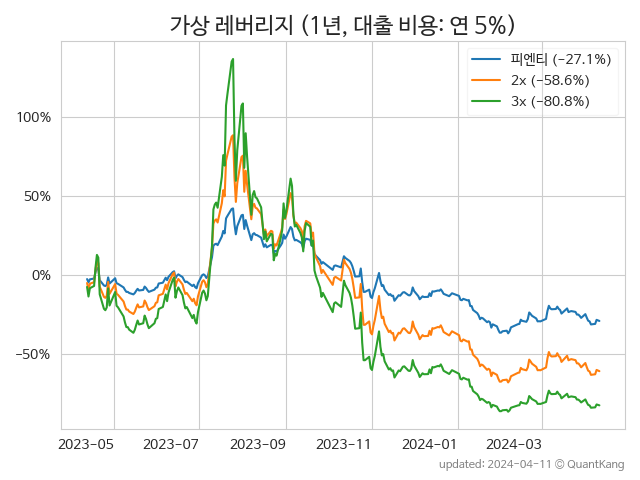 가상 레버리지 (1년, 대출 비용: 연 5%)
피엔티 (−27.1%)
2x (−58.6%)
3x (−80.8%)
100%
50%
0%
−50%
2023-05 2023-07 2023-09 2023-11 2024-01 2024-03
updated: 2024-04-11 © QuantKang